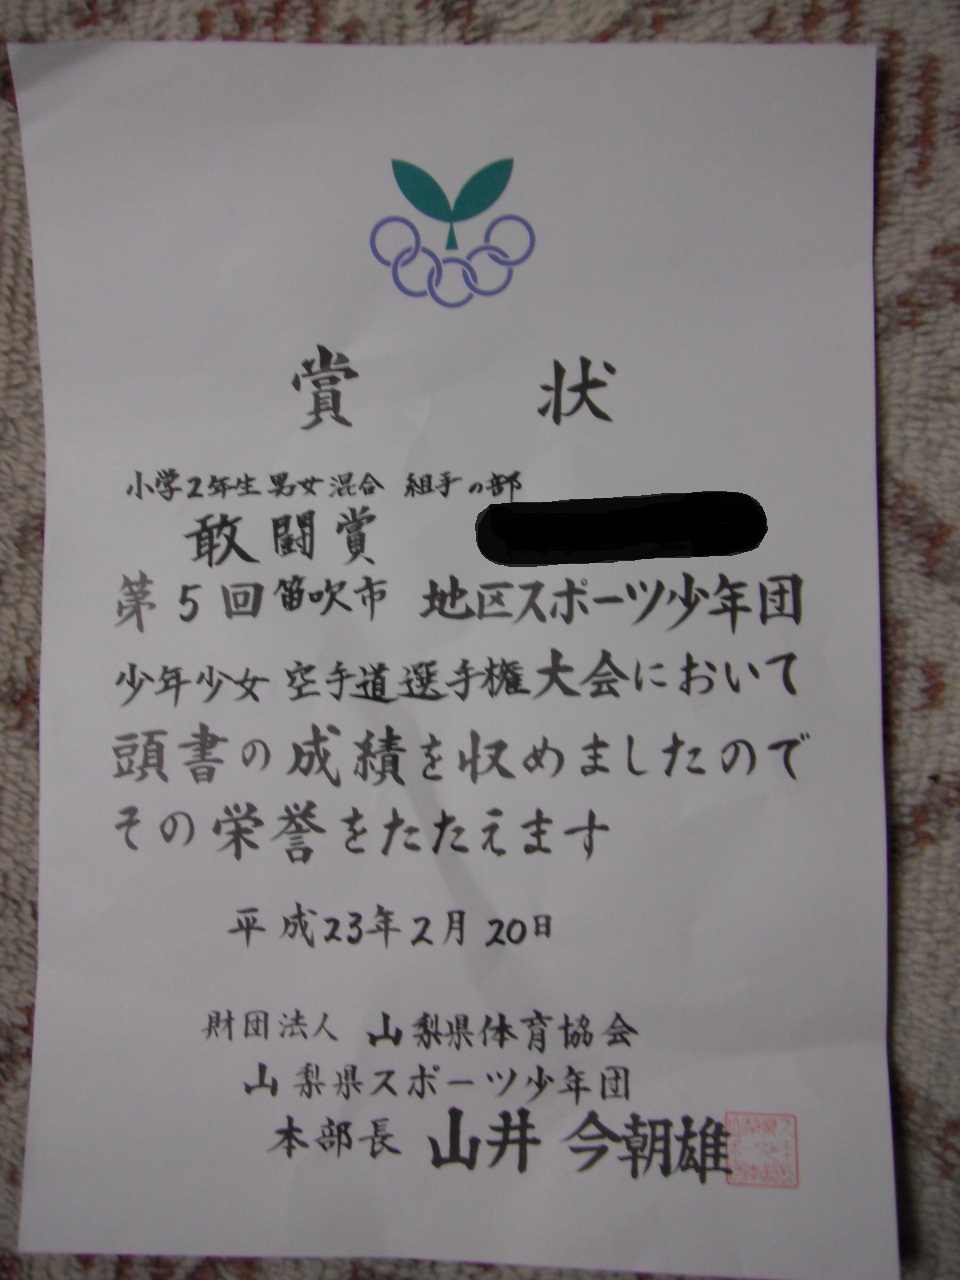 賞 状
小学2年生男女混合 組手の部
敢闘賞
第5回笛吹市 地区スポーツ少年団
少年少女 空手道選手権大会において
頭書の成績を収めましたので
その栄誉をたたえます
平成23年2月20日
財団法人 山梨県体育協会
山梨県スポーツ少年団
本部長 山井 今朝雄